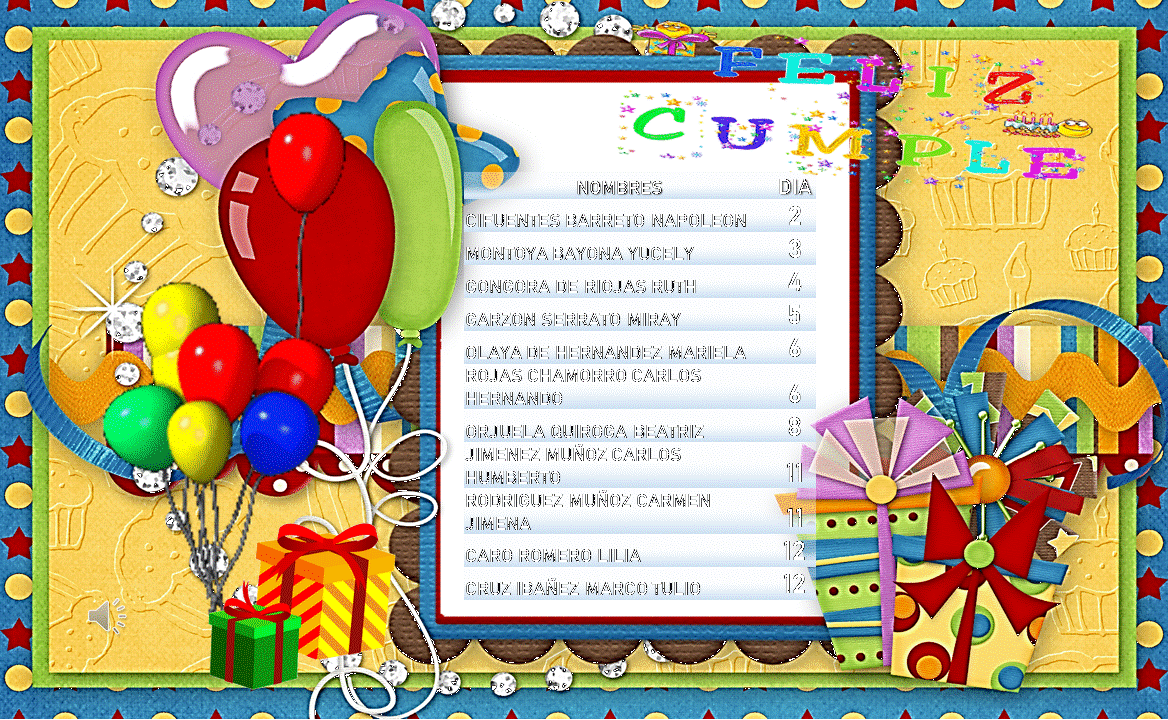 FELIZ
CUMPLE
NOMBRES DIA
CIFUENTES BARRETO NAPOLEON 2
MONTOYA BAYONA YUCELY 3
GONGORA DE RIOJAS RUTH 4
GARZON SERRATO MIRAY 5
OLAYA DE HERNANDEZ MARIELA 6
ROJAS CHAMORRO CARLOS
HERNANDO 6
ORJUELA QUIROGA BEATRIZ 8
JIMENEZ MUÑOZ CARLOS
HUMBERTO 11
RODRIGUEZ MUÑOZ CARMEN
JIMENA 11
CARO ROMERO LILIA 12
CRUZ IBAÑEZ MARCO TULIO 12